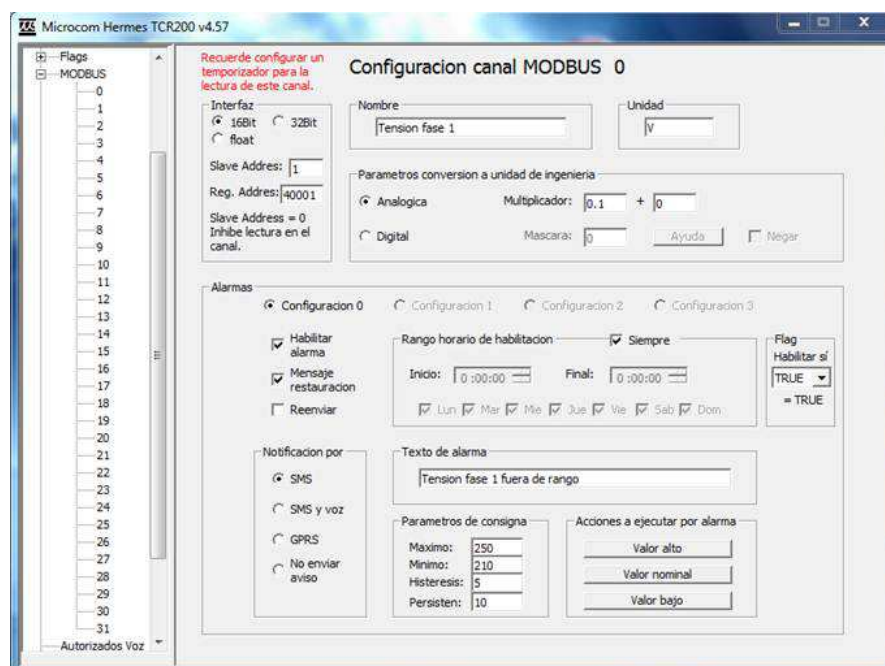 Microcom Hermes TCR200 v4.57
Flags
MODBUS
0
1
2
3
4
5
6
7
8
9
10
11
12
13
14
15
16
17
18
19
20
21
22
23
24
25
26
27
28
29
30
31
Autorizados Voz
Recuerde configurar un
temporizador para la
lectura de este canal.
Configuracion canal MODBUS 0
Interfaz
16Bit 32Bit
float
Slave Addres: 1
Reg. Addres: 40001
Slave Address = 0
Inhibe lectura en el
canal.
Nombre
Tension fase 1
Unidad
V
Parametros conversion a unidad de ingenieria
Analogica Multiplicador: 0.1 + 0
Digital Mascara: 0 Ayuda Negar
Alarmas
Configuracion 0 Configuracion 1 Configuracion 2 Configuracion 3
Habilitar
alarma
Mensaje
restauracion
Reenviar
Rango horario de habilitacion Siempre
Inicio: 0:00:00 Final: 0:00:00
Lun Mar Mie Jue Vie Sab Dom
Flag
Habilitar sí
TRUE
= TRUE
Notificacion por
SMS
SMS y voz
GPRS
No enviar
aviso
Texto de alarma
Tension fase 1 fuera de rango
Parametros de consigna
Maximo: 250
Minimo: 210
Histeresis: 5
Persisten: 10
Acciones a ejecutar por alarma
Valor alto
Valor nominal
Valor bajo